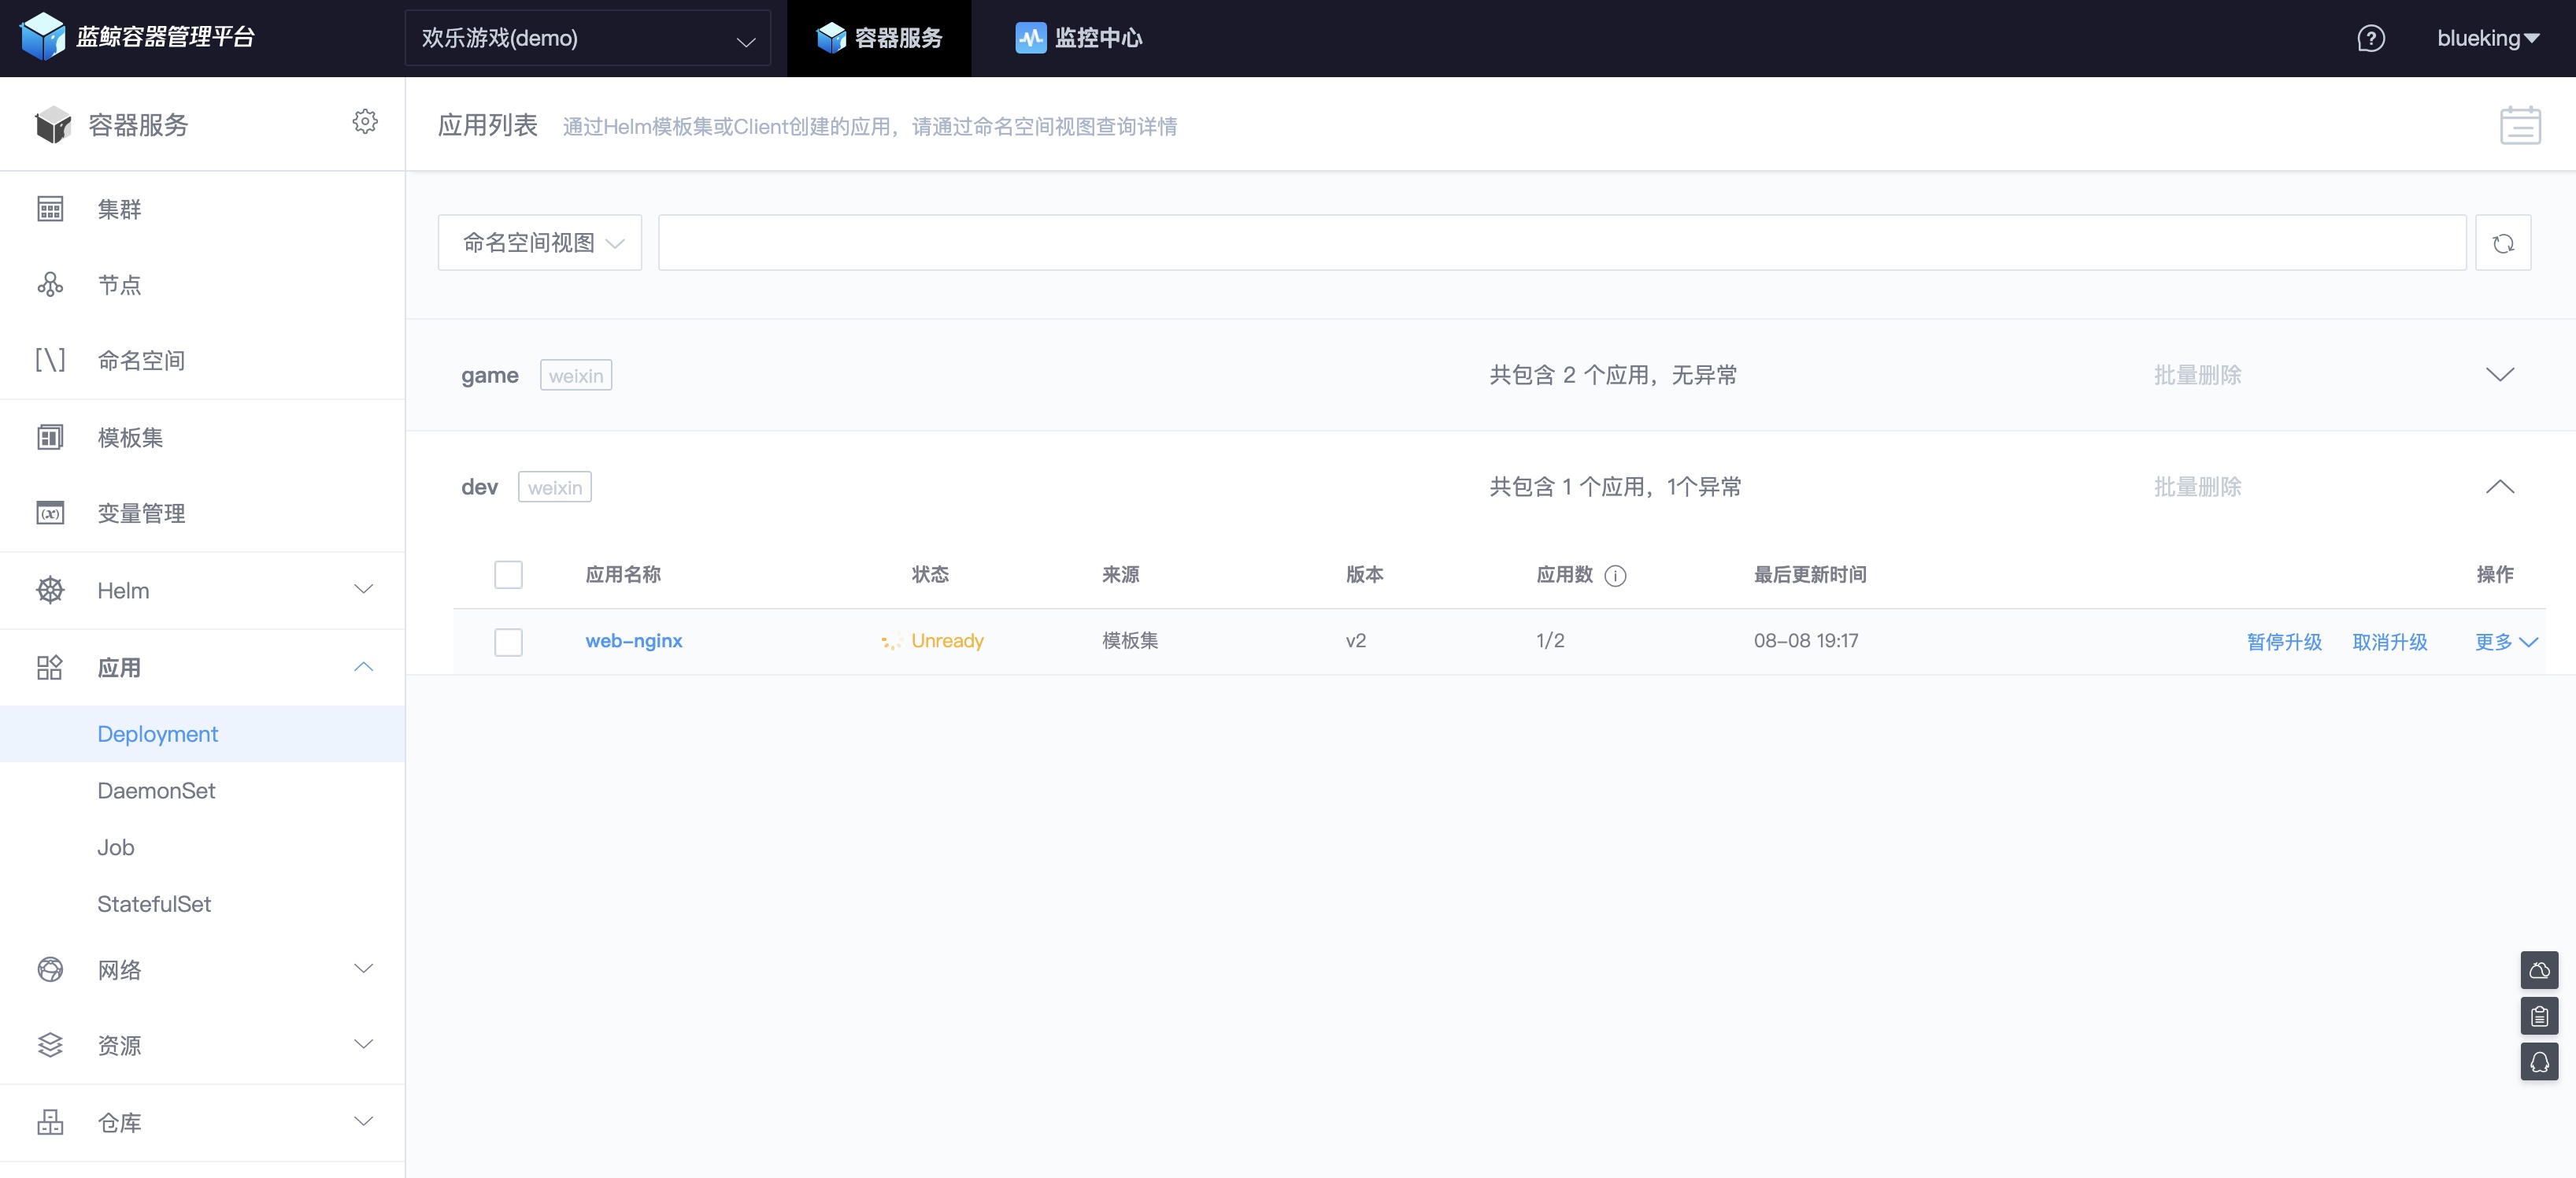 蓝鲸容器管理平台
欢乐游戏(demo)
容器服务
监控中心
blueking
容器服务
应用列表 通过Helm模板集或Client创建的应用，请通过命名空间视图查询详情
集群
节点
命名空间
模板集
变量管理
Helm
应用
Deployment
DaemonSet
Job
StatefulSet
网络
资源
仓库
命名空间视图
game weixin 共包含 2 个应用，无异常 批量删除
dev weixin 共包含 1 个应用，1个异常 批量删除
应用名称 状态 来源 版本 应用数 最后更新时间 操作
web-nginx Unready 模板集 v2 1/2 08-08 19:17 暂停升级 取消升级 更多